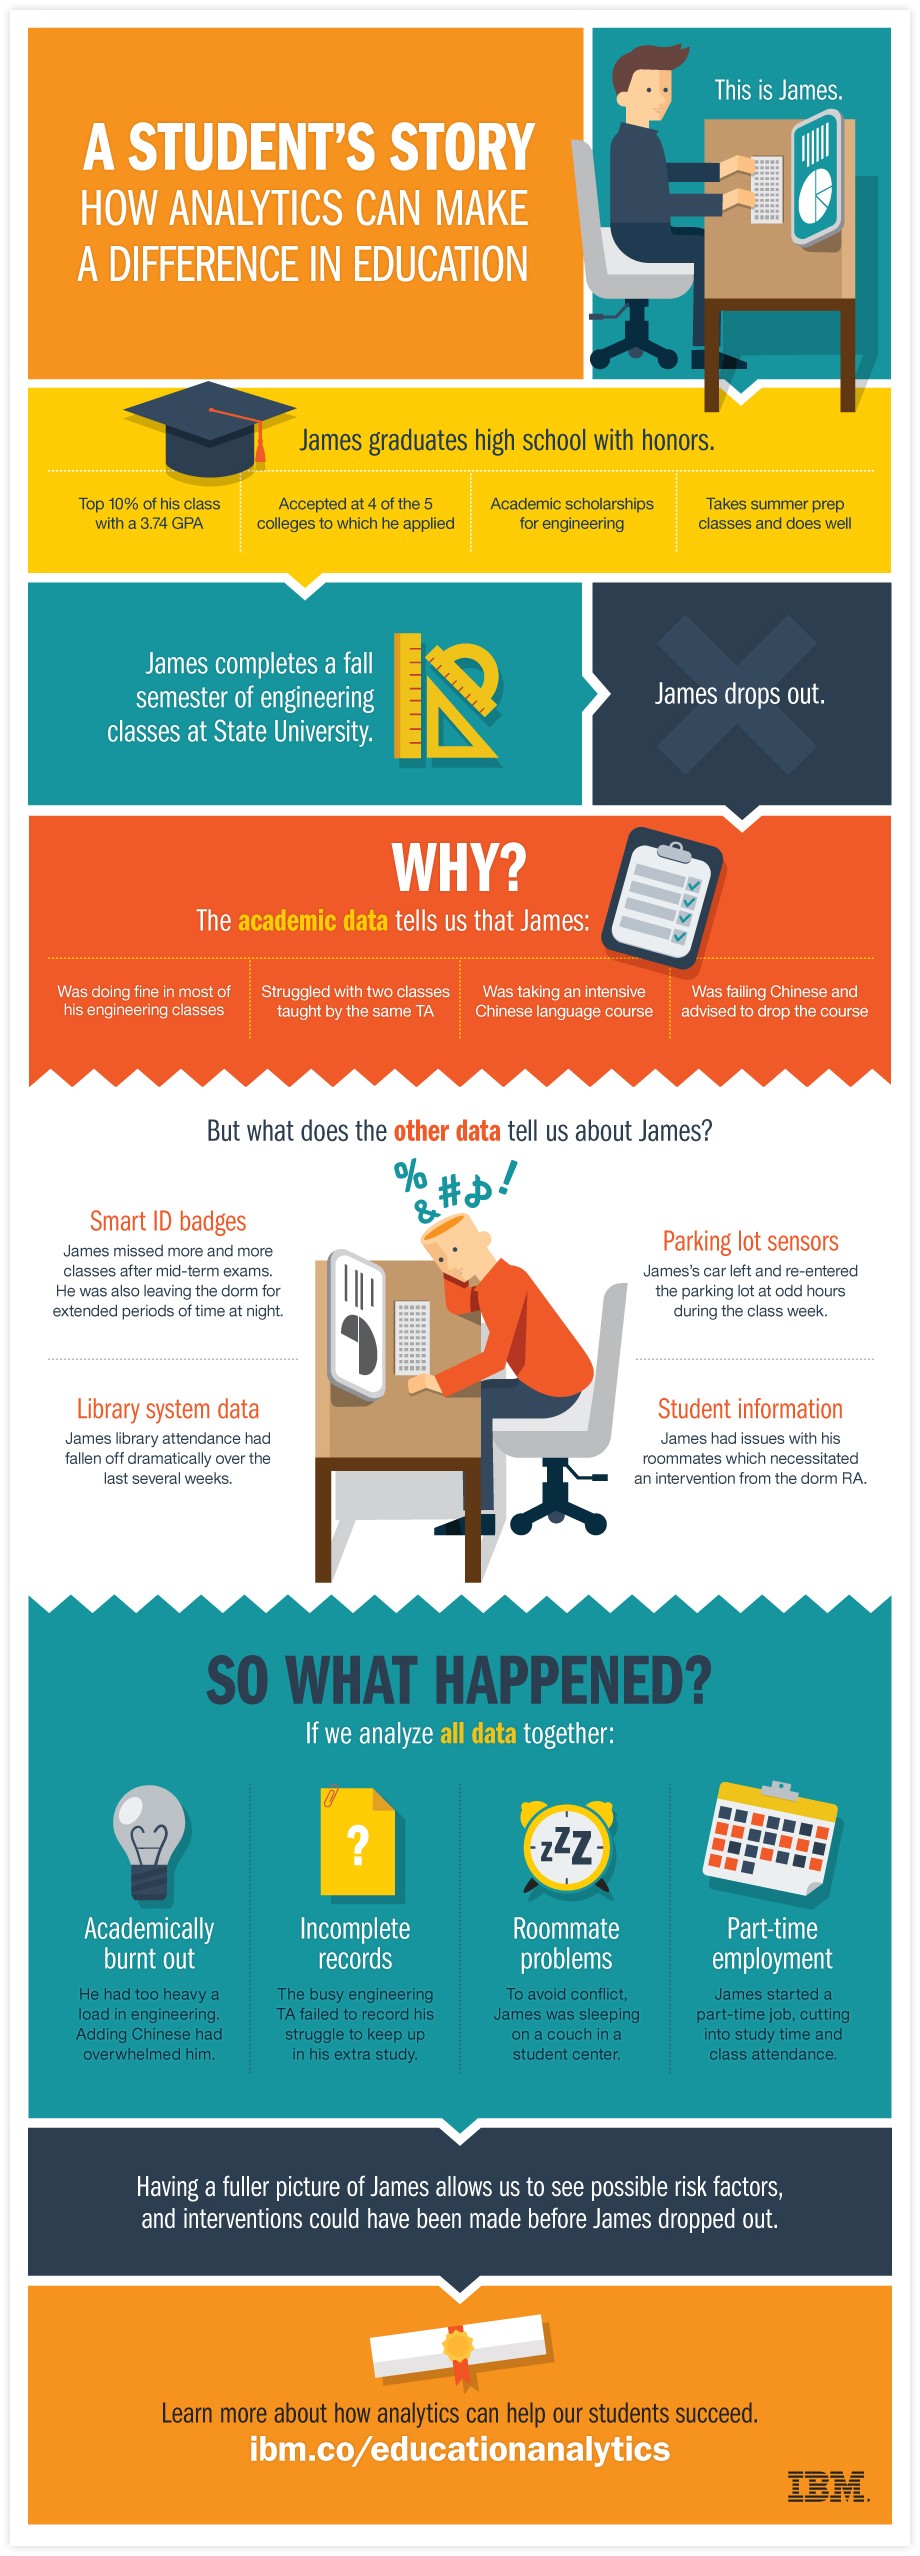 A STUDENT'S STORY
HOW ANALYTICS CAN MAKE
A DIFFERENCE IN EDUCATION
This is James.
James graduates high school with honors.
Top 10% of his class
with a 3.74 GPA
Accepted at 4 of the 5
colleges to which he applied
Academic scholarships
for engineering
Takes summer prep
classes and does well
James completes a fall
semester of engineering
classes at State University.
James drops out.
WHY?
The academic data tells us that James:
Was doing fine in most of
his engineering classes
Struggled with two classes
taught by the same TA
Was taking an intensive
Chinese language course
Was failing Chinese and
advised to drop the course
But what does the other data tell us about James?
% & # !
Smart ID badges
James missed more and more
classes after mid-term exams.
He was also leaving the dorm for
extended periods of time at night.
Parking lot sensors
James's car left and re-entered
the parking lot at odd hours
during the class week.
Library system data
James library attendance had
fallen off dramatically over the
last several weeks.
Student information
James had issues with his
roommates which necessitated
an intervention from the dorm RA.
SO WHAT HAPPENED?
If we analyze all data together:
?
zZZ
Academically
burnt out
He had too heavy a
load in engineering.
Adding Chinese had
overwhelmed him.
Incomplete
records
The busy engineering
TA failed to record his
struggle to keep up
in his extra study.
Roommate
problems
To avoid conflict,
James was sleeping
on a couch in a
student center.
Part-time
employment
James started a
part-time job, cutting
into study time and
class attendance.
Having a fuller picture of James allows us to see possible risk factors,
and interventions could have been made before James dropped out.
Learn more about how analytics can help our students succeed.
ibm.co/educationanalytics
IBM.